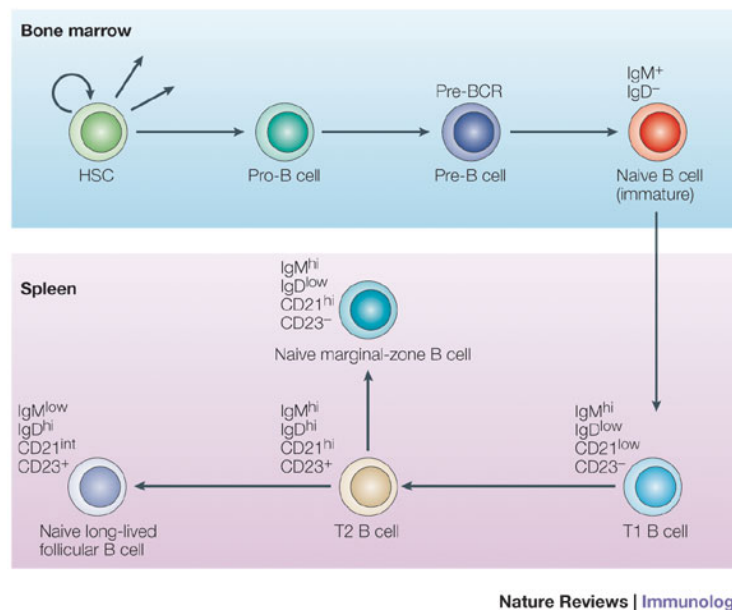 Bone marrow
HSC
Pro-B cell
Pre-BCR
Pre-B cell
IgM⁺
IgD⁻
Naive B cell
(immature)
Spleen
IgMhi
IgDlow
CD21hi
CD23⁻
Naive marginal-zone B cell
IgMlow
IgDhi
CD21int
CD23⁺
Naive long-lived
follicular B cell
IgMhi
IgDhi
CD21hi
CD23⁺
T2 B cell
IgMhi
IgDlow
CD21low
CD23⁻
T1 B cell
Nature Reviews | Immunolog